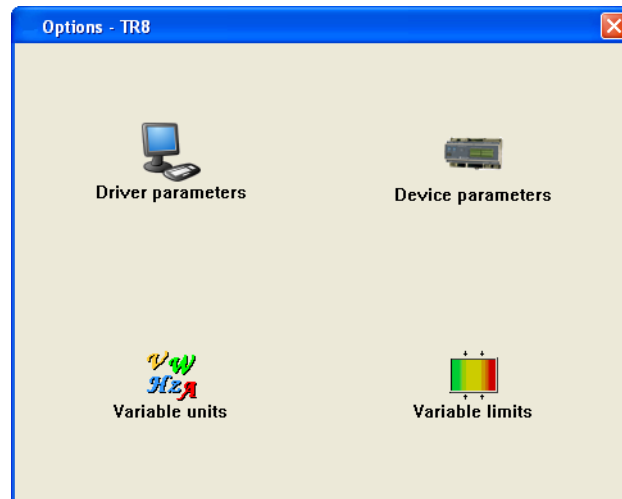 Options - TR8
Driver parameters
Device parameters
V W
Hz A
Variable units
Variable limits